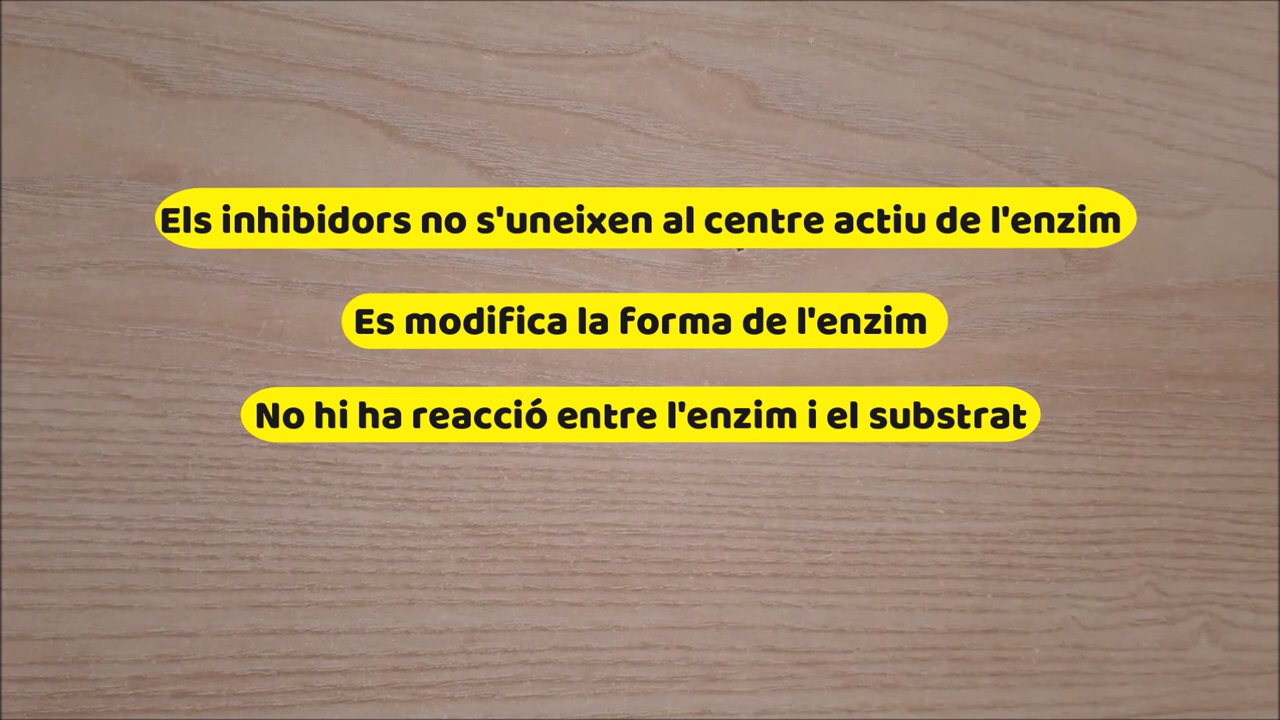 Els inhibidors no s'uneixen al centre actiu de l'enzim
Es modifica la forma de l'enzim
No hi ha reacció entre l'enzim i el substrat